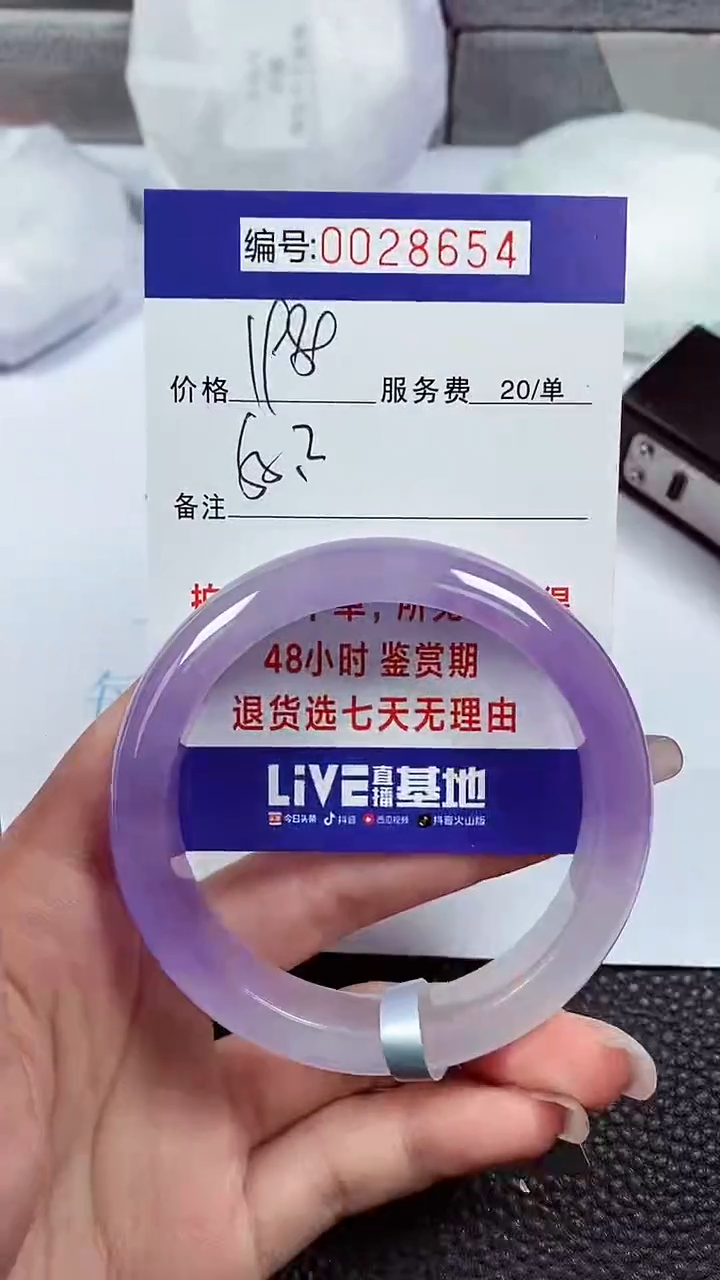 编号:0028654
价格 1188 服务费 20/单
备注 60.2
48小时 鉴赏期
退货选七天无理由
LiVE直播基地
今日头条 抖音 西瓜视频 抖音火山版